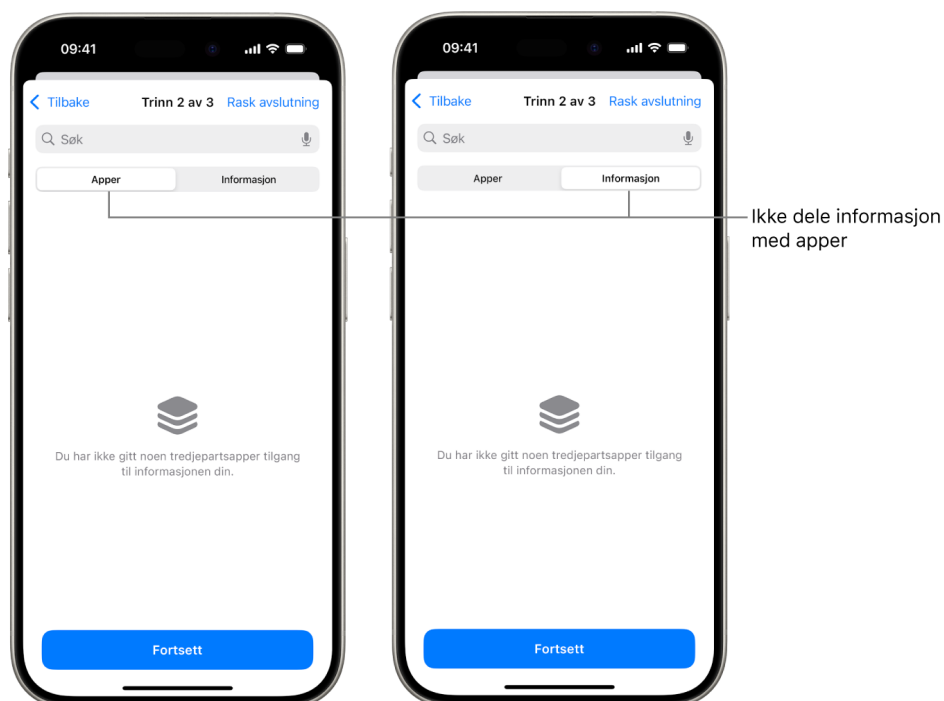 09:41
Tilbake Trinn 2 av 3 Rask avslutning
Søk
Apper Informasjon
Du har ikke gitt noen tredjepartsapper tilgang
til informasjonen din.
Fortsett
09:41
Tilbake Trinn 2 av 3 Rask avslutning
Søk
Apper Informasjon
Du har ikke gitt noen tredjepartsapper tilgang
til informasjonen din.
Fortsett
Ikke dele informasjon
med apper